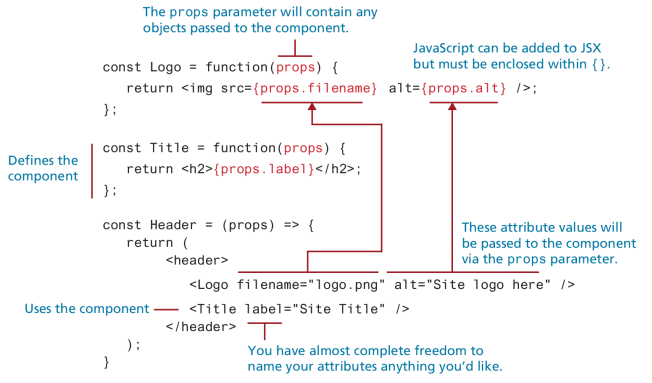 The props parameter will contain any
objects passed to the component.
JavaScript can be added to JSX
but must be enclosed within {}.
const Logo = function(props) {
return <img src={props.filename} alt={props.alt} />;
};
Defines the
component
const Title = function(props) {
return <h2>{props.label}</h2>;
};
const Header = (props) => {
return (
<header>
These attribute values will
be passed to the component
via the props parameter.
<Logo filename="logo.png" alt="Site logo here" />
Uses the component
<Title label="Site Title" />
</header>
);
}
You have almost complete freedom to
name your attributes anything you'd like.